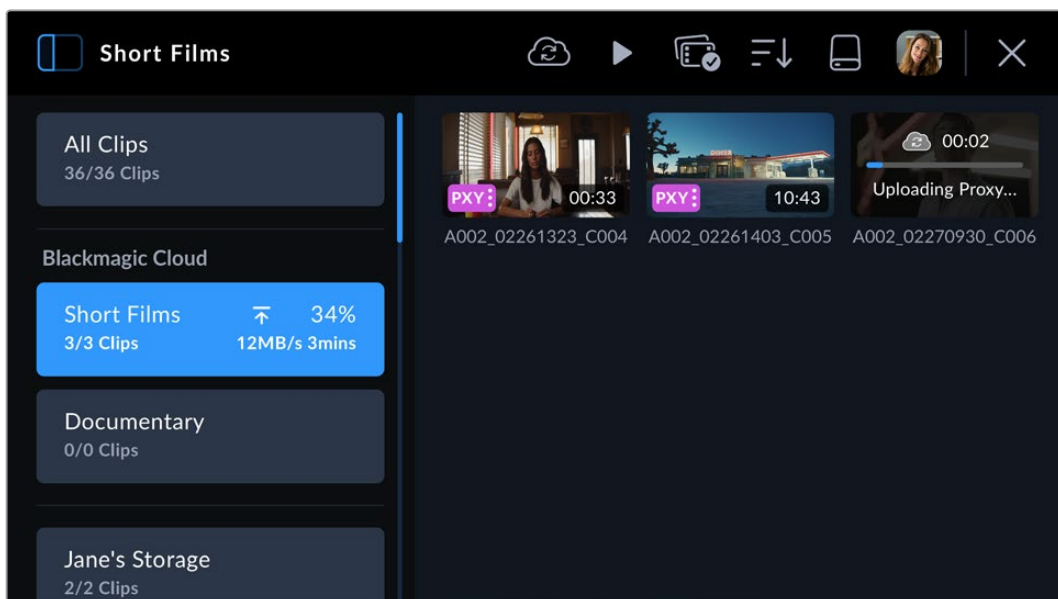 Short Films
All Clips
36/36 Clips
Blackmagic Cloud
Short Films 34%
3/3 Clips 12MB/s 3mins
Documentary
0/0 Clips
Jane's Storage
2/2 Clips
PXY 00:33
A002_02261323_C004
DINER
PXY 10:43
A002_02261403_C005
00:02
Uploading Proxy...
A002_02270930_C006